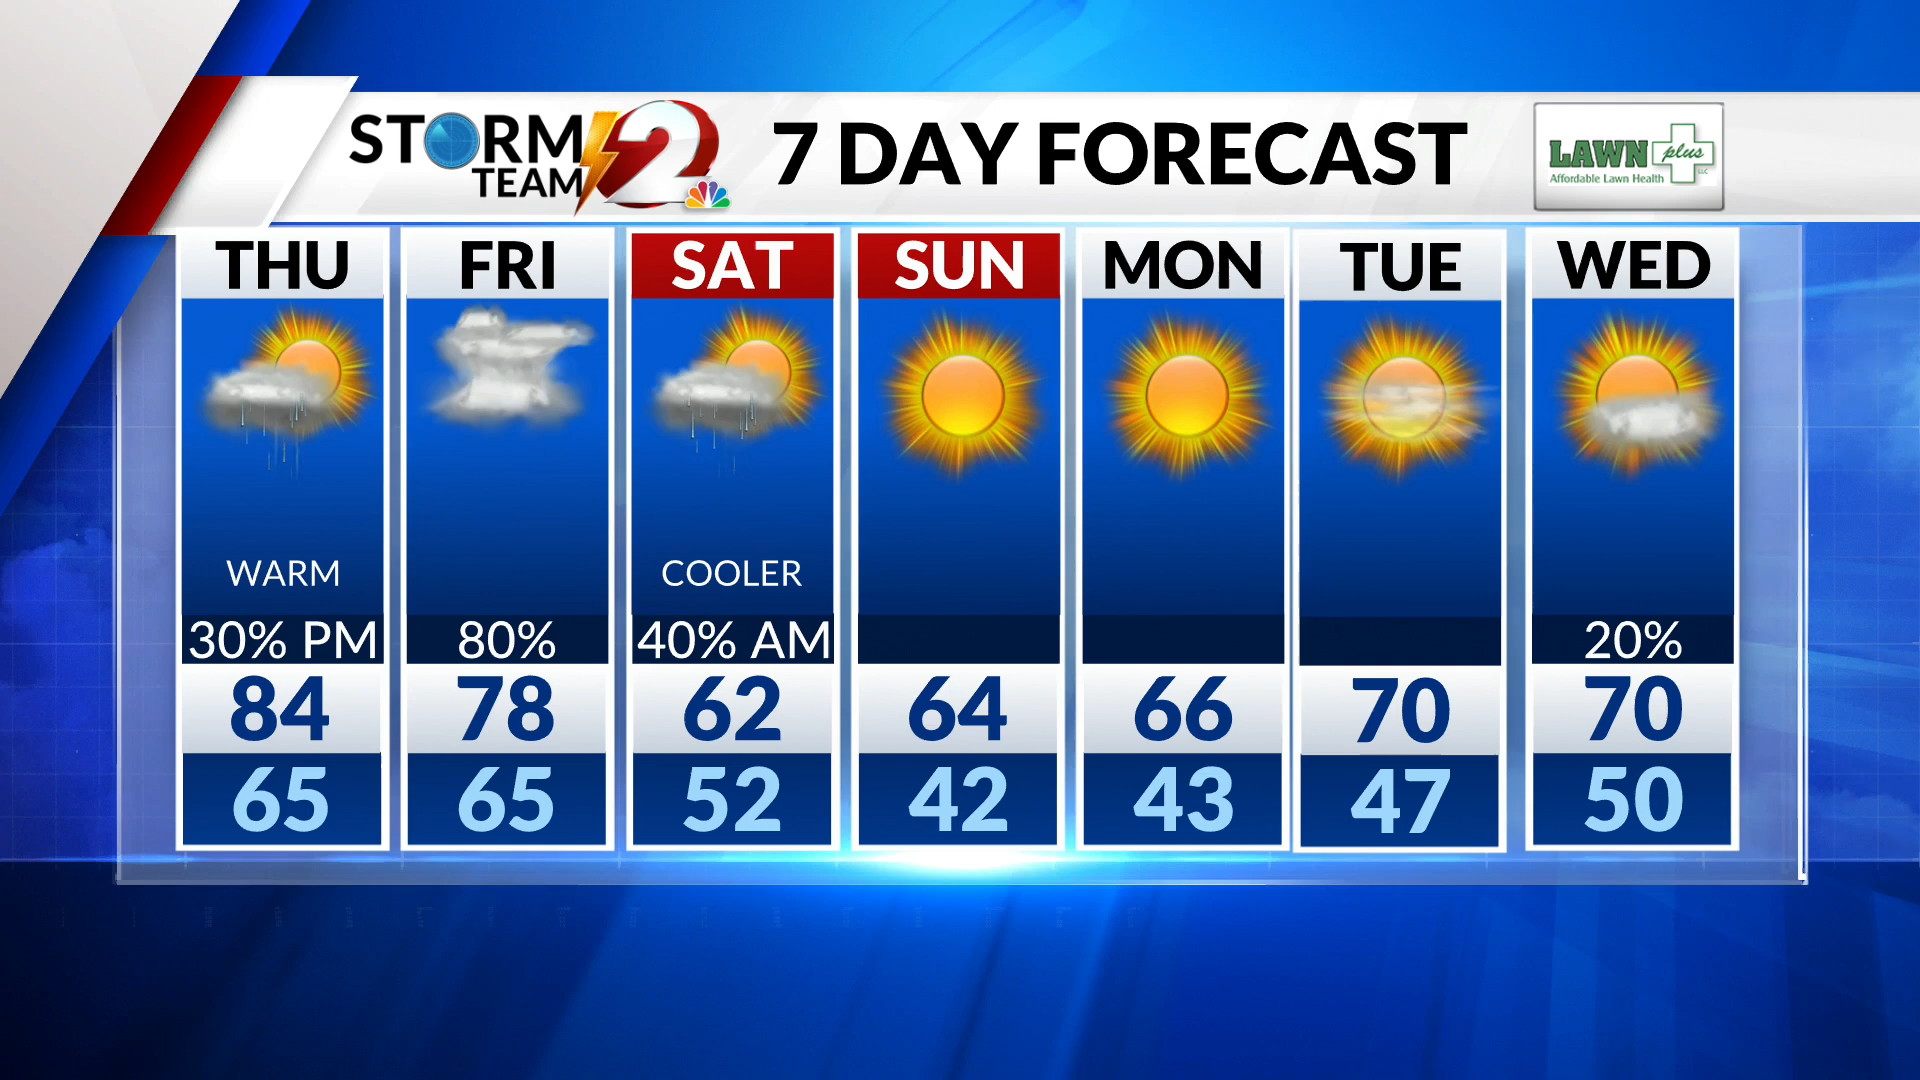 STORM
TEAM
2
7 DAY FORECAST
LAWN plus LLC
Affordable Lawn Health
THU FRI SAT SUN MON TUE WED
WARM COOLER
30% PM 80% 40% AM 20%
84 78 62 64 66 70 70
65 65 52 42 43 47 50